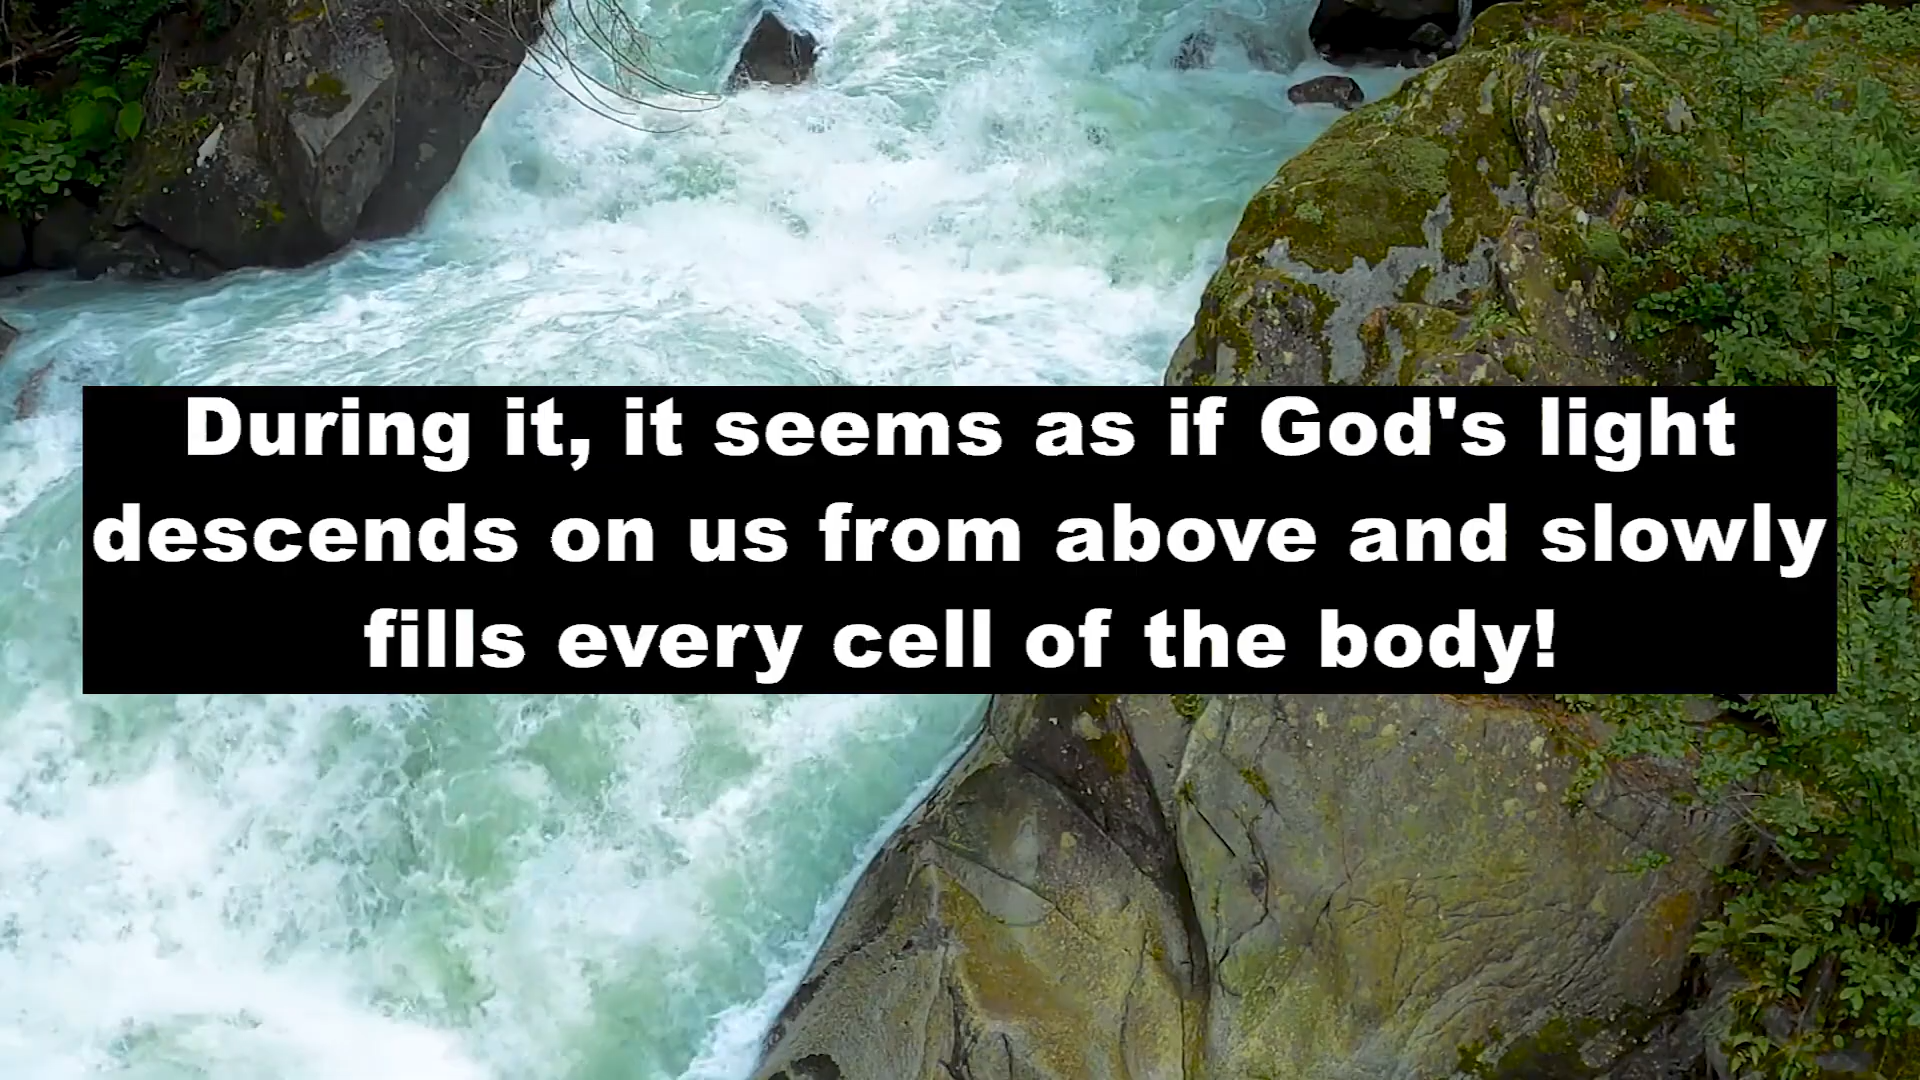 During it, it seems as if God's light
descends on us from above and slowly
fills every cell of the body!